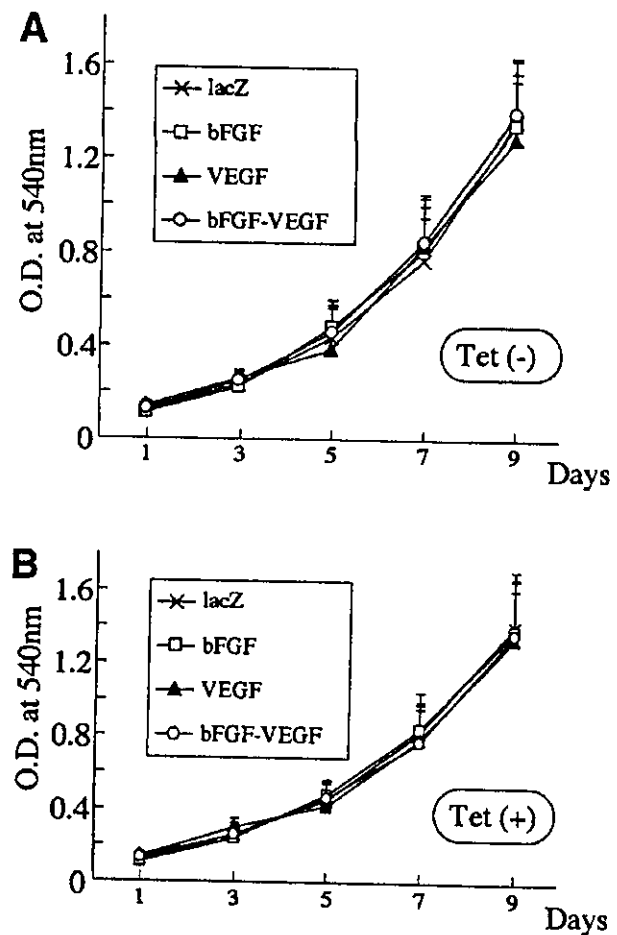 A
O.D. at 540nm
1.6
1.2
0.8
0.4
0
lacZ
bFGF
VEGF
bFGF-VEGF
Tet (-)
1 3 5 7 9
Days
B
O.D. at 540nm
1.6
1.2
0.8
0.4
0
lacZ
bFGF
VEGF
bFGF-VEGF
Tet (+)
1 3 5 7 9
Days